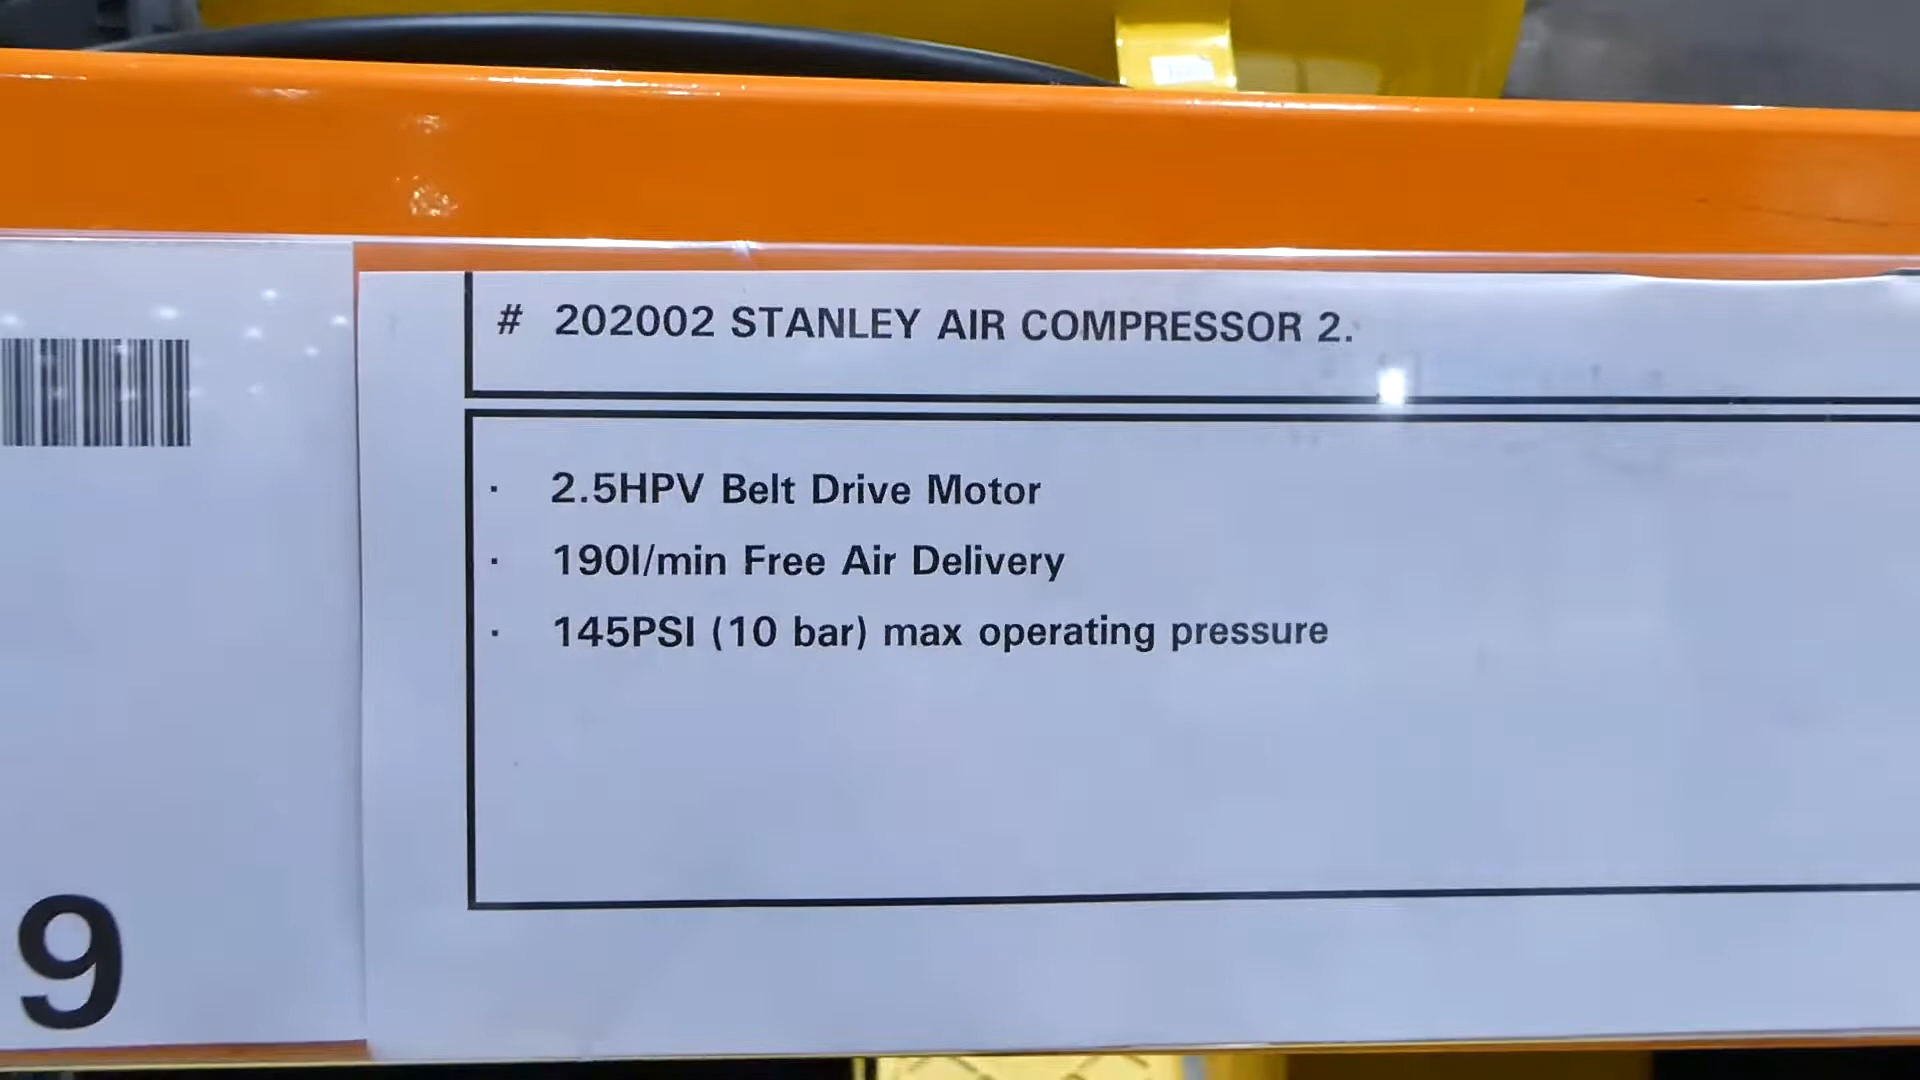 # 202002 STANLEY AIR COMPRESSOR 2.
· 2.5HPV Belt Drive Motor
· 190l/min Free Air Delivery
· 145PSI (10 bar) max operating pressure
9